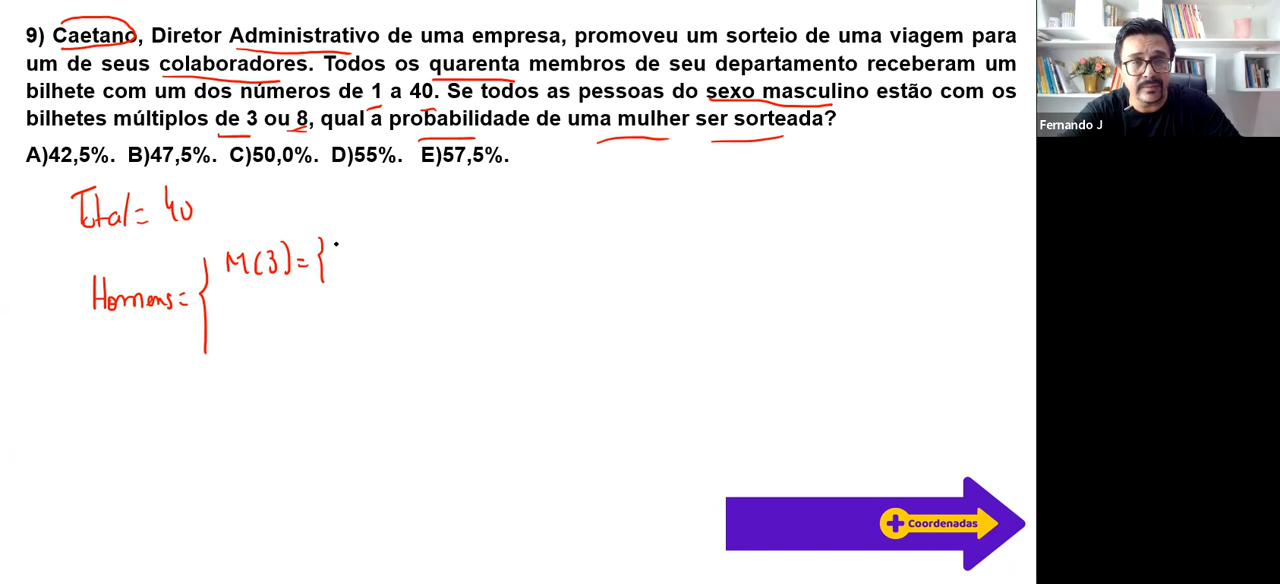 9) Caetano, Diretor Administrativo de uma empresa, promoveu um sorteio de uma viagem para
um de seus colaboradores. Todos os quarenta membros de seu departamento receberam um
bilhete com um dos números de 1 a 40. Se todos as pessoas do sexo masculino estão com os
bilhetes múltiplos de 3 ou 8, qual a probabilidade de uma mulher ser sorteada?
A)42,5%. B)47,5%. C)50,0%. D)55%. E)57,5%.
Total = 40
M(3) = {
Homens = {
Fernando J
+ Coordenadas